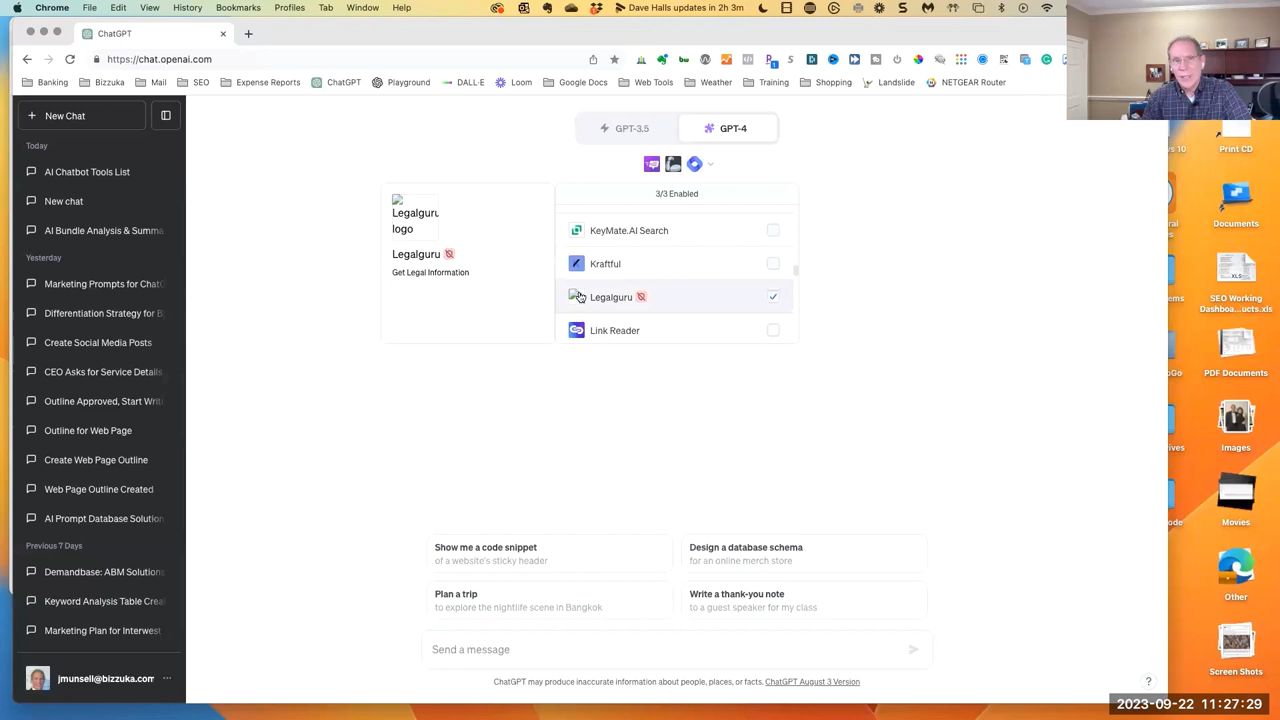 Chrome File Edit View History Bookmarks Profiles Tab Window Help Dave Halls updates in 2h 3m
ChatGPT
https://chat.openai.com
Banking Bizzuka Mail SEO Expense Reports ChatGPT Playground DALL-E Loom Google Docs Web Tools Weather Training Shopping Landslide NETGEAR Router
New Chat
Today
AI Chatbot Tools List
New chat
AI Bundle Analysis & Summa
Yesterday
Marketing Prompts for ChatG
Differentiation Strategy for B
Create Social Media Posts
CEO Asks for Service Details
Outline Approved, Start Writi
Outline for Web Page
Create Web Page Outline
Web Page Outline Created
AI Prompt Database Solution
Previous 7 Days
Demandbase: ABM Solutions
Keyword Analysis Table Crea
Marketing Plan for Interwest
jmunsell@bizzuka.com
GPT-3.5
GPT-4
Legalguru
logo
Legalguru
Get Legal Information
3/3 Enabled
KeyMate.AI Search
Kraftful
Legalguru
Link Reader
Show me a code snippet
of a website's sticky header
Design a database schema
for an online merch store
Plan a trip
to explore the nightlife scene in Bangkok
Write a thank-you note
to a guest speaker for my class
Send a message
ChatGPT may produce inaccurate information about people, places, or facts. ChatGPT August 3 Version
?
s 10
Print CD
Documents
SEO Working
Dashboa...ucts.xls
PDF Documents
Images
Movies
Other
Screen Shots
2023-09-22 11:27:29